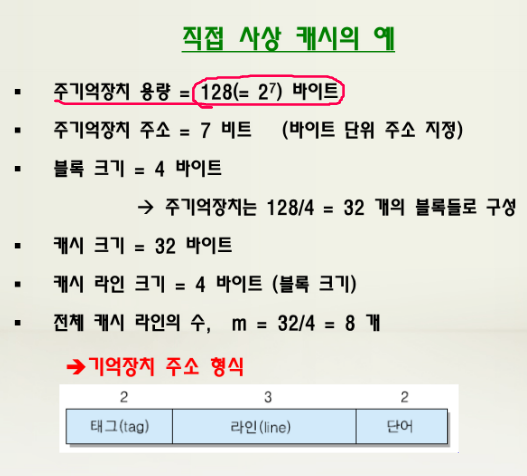 직접 사상 캐시의 예
▪ 주기억장치 용량 = 128(= 2⁷) 바이트
▪ 주기억장치 주소 = 7 비트 (바이트 단위 주소 지정)
▪ 블록 크기 = 4 바이트
→ 주기억장치는 128/4 = 32 개의 블록들로 구성
▪ 캐시 크기 = 32 바이트
▪ 캐시 라인 크기 = 4 바이트 (블록 크기)
▪ 전체 캐시 라인의 수, m = 32/4 = 8 개
➔기억장치 주소 형식
2 3 2
태그(tag) 라인(line) 단어